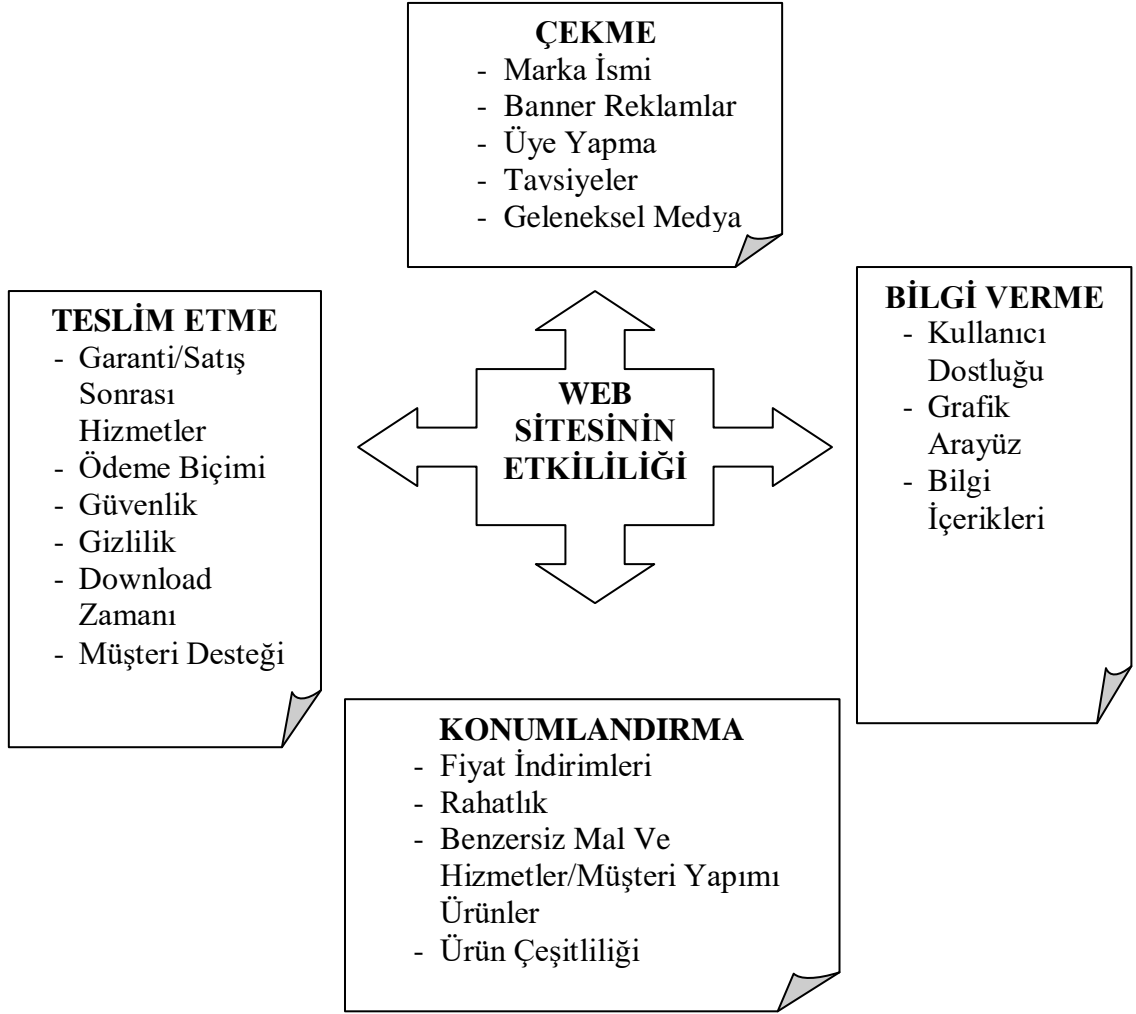 ÇEKME
- Marka İsmi
- Banner Reklamlar
- Üye Yapma
- Tavsiyeler
- Geleneksel Medya
TESLİM ETME
- Garanti/Satış
Sonrası
Hizmetler
- Ödeme Biçimi
- Güvenlik
- Gizlilik
- Download
Zamanı
- Müşteri Desteği
WEB
SİTESİNİN
ETKİLİLİĞİ
BİLGİ VERME
- Kullanıcı
Dostluğu
- Grafik
Arayüz
- Bilgi
İçerikleri
KONUMLANDIRMA
- Fiyat İndirimleri
- Rahatlık
- Benzersiz Mal Ve
Hizmetler/Müşteri Yapımı
Ürünler
- Ürün Çeşitliliği